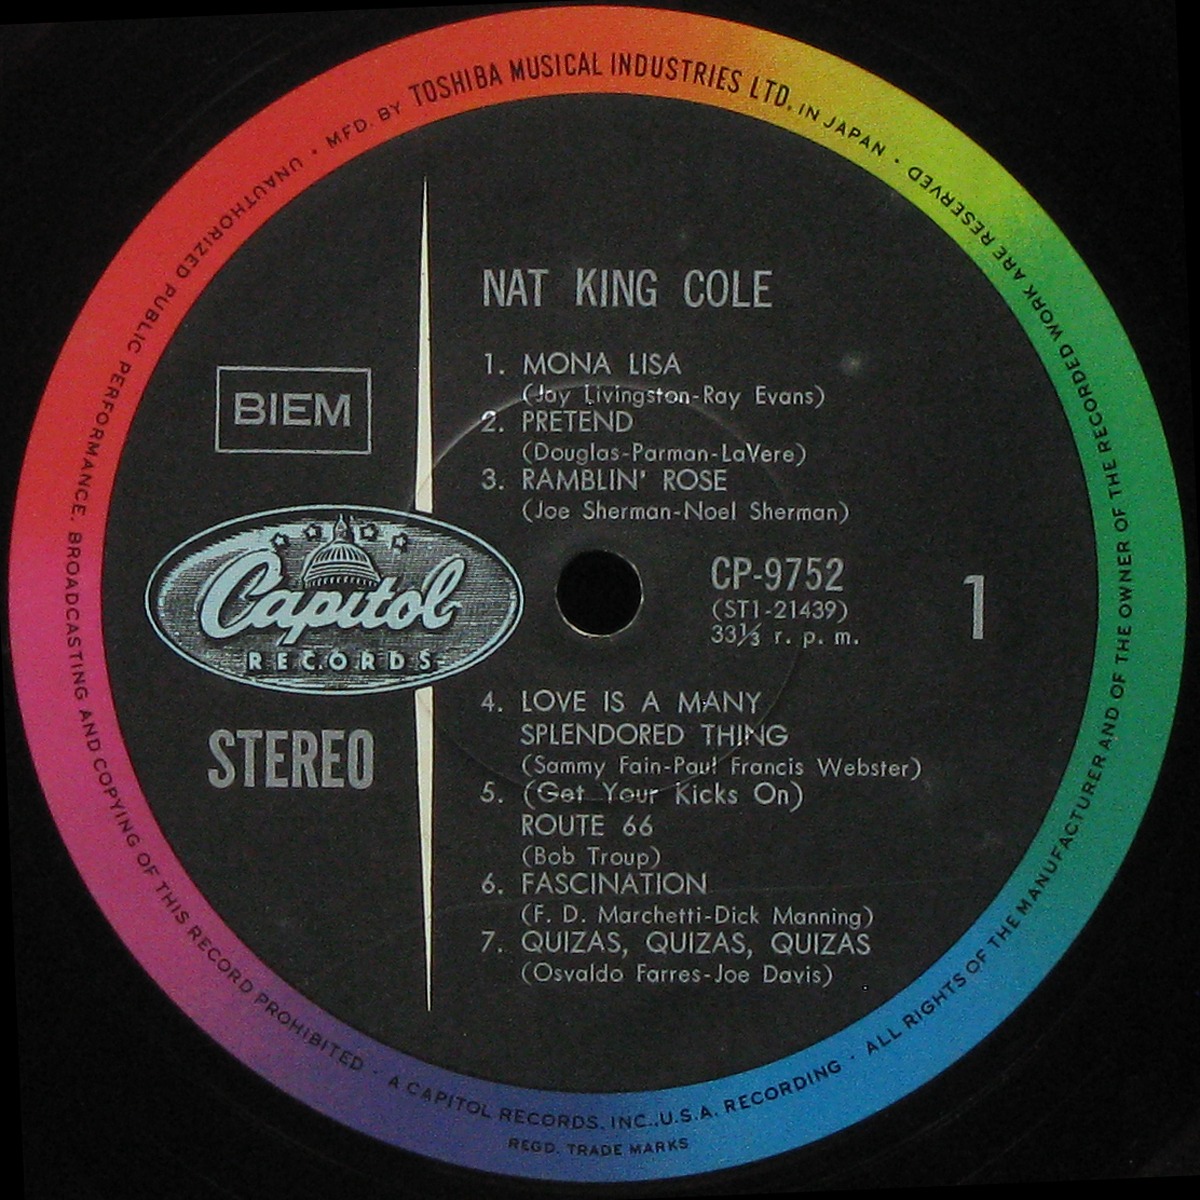 MFD. BY TOSHIBA MUSICAL INDUSTRIES LTD. IN JAPAN ·
ALL RIGHTS OF THE MANUFACTURER AND OF THE OWNER OF THE RECORDED WORK ARE RESERVED
UNAUTHORIZED PUBLIC PERFORMANCE, BROADCASTING AND COPYING OF THIS RECORD PROHIBITED ·
A CAPITOL RECORDS, INC., U.S.A. RECORDING ·
REGD. TRADE MARKS
NAT KING COLE
1. MONA LISA
(Jay Livingston-Ray Evans)
2. PRETEND
(Douglas-Parman-LaVere)
3. RAMBLIN' ROSE
(Joe Sherman-Noel Sherman)
BIEM
Capitol
RECORDS
STEREO
CP-9752
(ST1-21439)
33⅓ r. p. m.
1
4. LOVE IS A MANY
SPLENDORED THING
(Sammy Fain-Paul Francis Webster)
5. (Get Your Kicks On)
ROUTE 66
(Bob Troup)
6. FASCINATION
(F. D. Marchetti-Dick Manning)
7. QUIZAS, QUIZAS, QUIZAS
(Osvaldo Farres-Joe Davis)